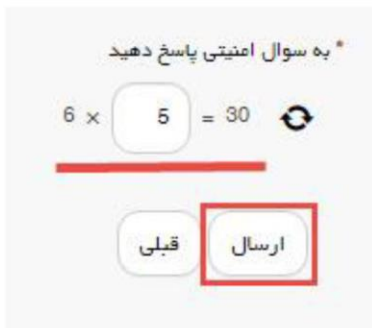 * به سوال امنیتی پاسخ دهید
6 × 5 = 30
ارسال قبلی